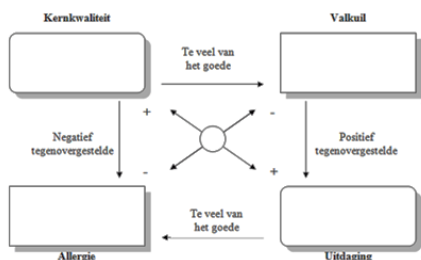 Kernkwaliteit
Valkuil
Te veel van
het goede
+
-
Negatief
tegenovergestelde
Positief
tegenovergestelde
-
+
Te veel van
het goede
Allergie
Uitdaging